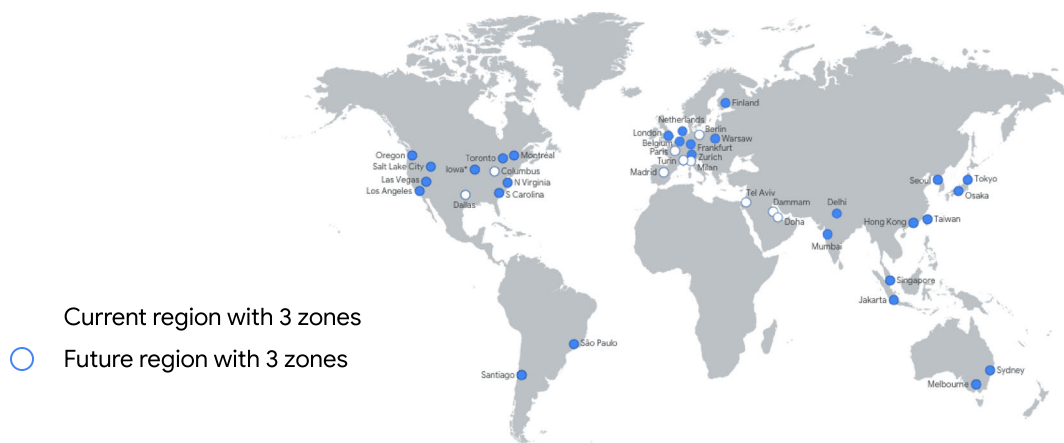 Finland
Netherlands
London
Berlin
Belgium
Warsaw
Paris
Frankfurt
Zurich
Turin
Milan
Madrid
Oregon
Toronto
Montréal
Salt Lake City
Iowa*
Columbus
Las Vegas
N Virginia
Los Angeles
S Carolina
Dallas
Tel Aviv
Dammam
Doha
Delhi
Mumbai
Seoul
Tokyo
Osaka
Hong Kong
Taiwan
Singapore
Jakarta
Current region with 3 zones
Future region with 3 zones
São Paulo
Santiago
Sydney
Melbourne